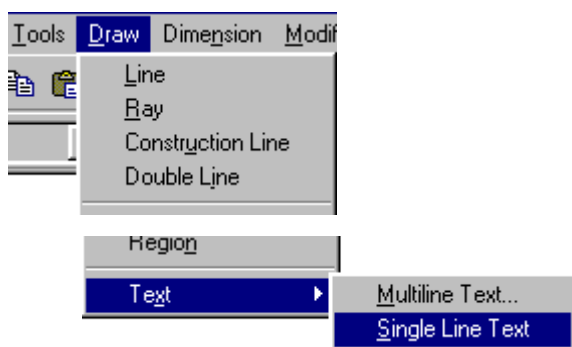 Tools Draw Dimension Modif
Line
Ray
Construction Line
Double Line
Region
Text
Multiline Text...
Single Line Text